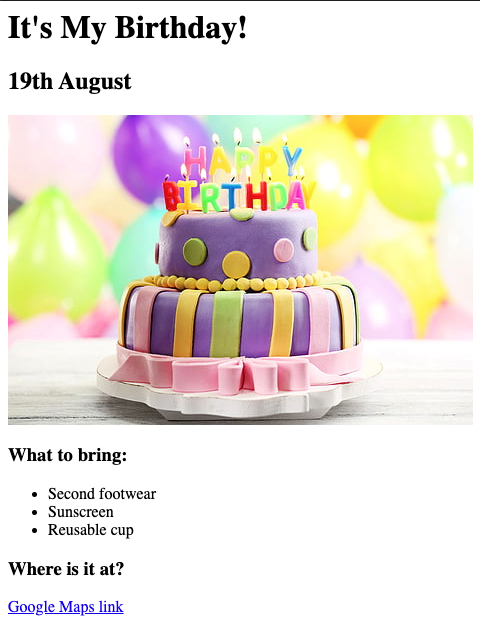 It's My Birthday!
19th August
HAPPY
BIRTHDAY
What to bring:
Second footwear
Sunscreen
Reusable cup
Where is it at?
Google Maps link